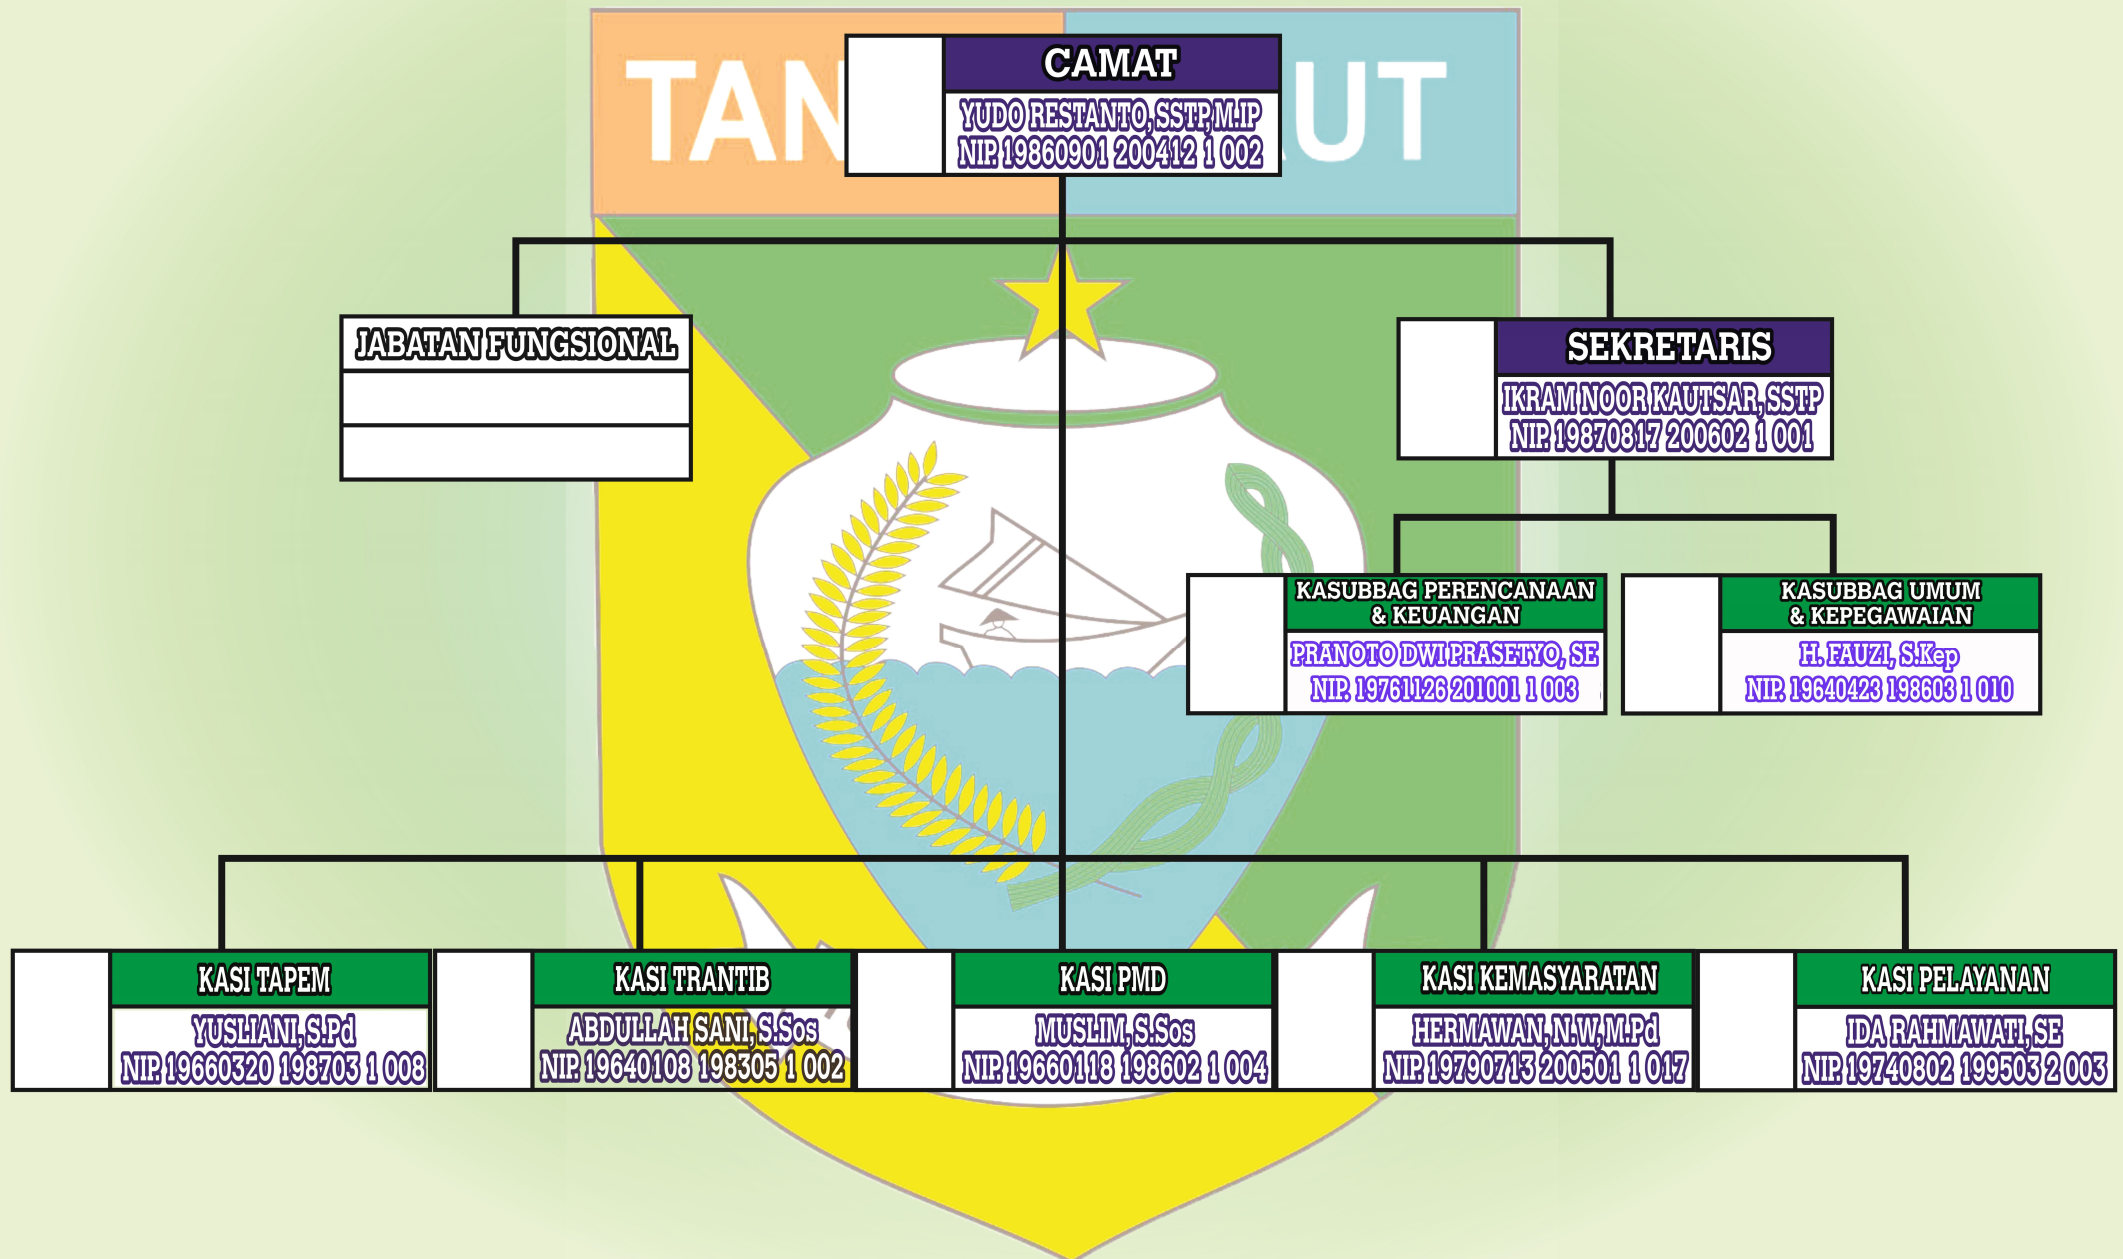 TAN
AUT
CAMAT
YUDO RESTANTO, SSTP, M.IP
NIP. 19860901 200412 1 002
JABATAN FUNGSIONAL
SEKRETARIS
IKRAM NOOR KAUTSAR, SSTP
NIP. 19870817 200602 1 001
KASUBBAG PERENCANAAN
& KEUANGAN
PRANOTO DWI PRASETYO, SE
NIP. 19761126 201001 1 003
KASUBBAG UMUM
& KEPEGAWAIAN
H. FAUZI, S.Kep
NIP. 19640423 198603 1 010
KASI TAPEM
YUSLIANI, S.Pd
NIP. 19660320 198703 1 008
KASI TRANTIB
ABDULLAH SANI, S.Sos
NIP. 19640108 198305 1 002
KASI PMD
MUSLIM, S.Sos
NIP. 19660118 198602 1 004
KASI KEMASYARATAN
HERMAWAN, N.W, M.Pd
NIP. 19790713 200501 1 017
KASI PELAYANAN
IDA RAHMAWATI, SE
NIP. 19740802 199503 2 003